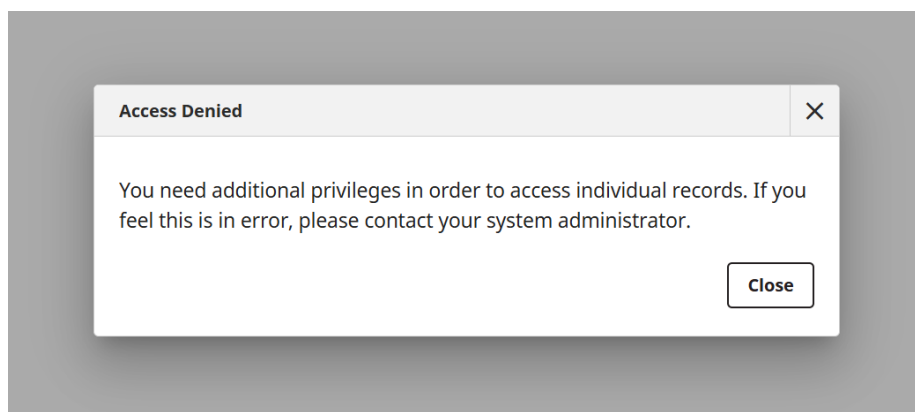 Access Denied
You need additional privileges in order to access individual records. If you
feel this is in error, please contact your system administrator.
Close